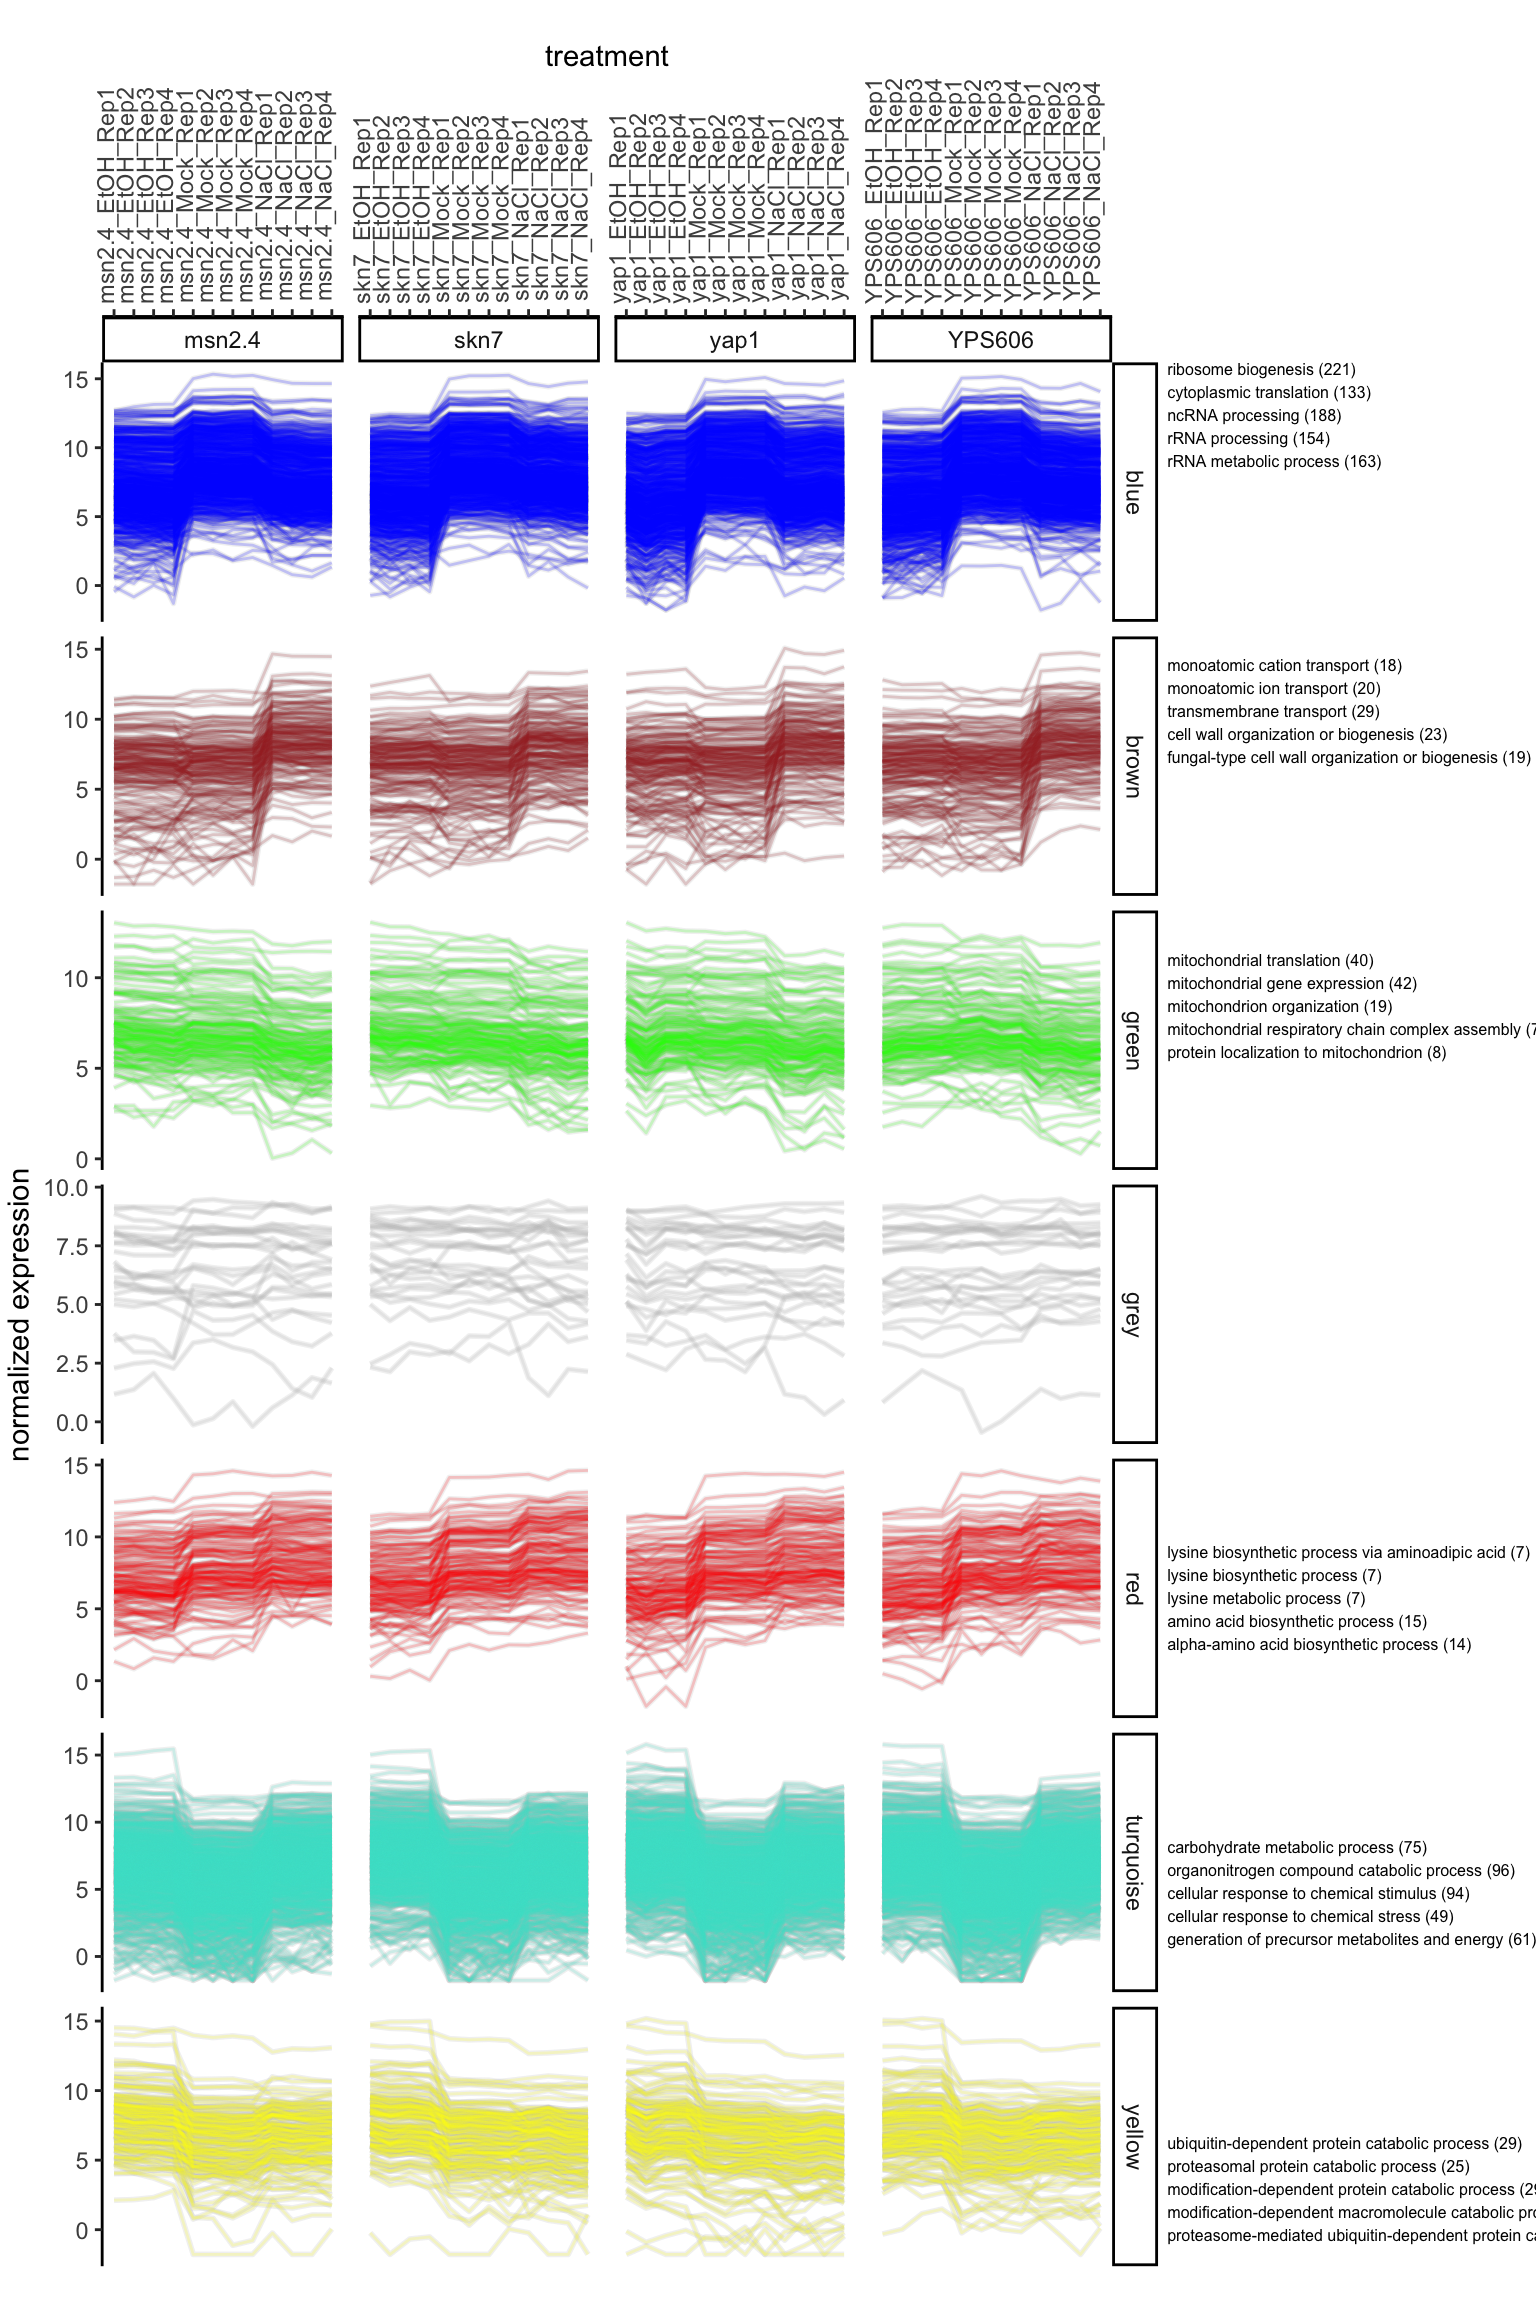 treatment
msn2.4_EtOH_Rep1
msn2.4_EtOH_Rep2
msn2.4_EtOH_Rep3
msn2.4_EtOH_Rep4
msn2.4_Mock_Rep1
msn2.4_Mock_Rep2
msn2.4_Mock_Rep3
msn2.4_Mock_Rep4
msn2.4_NaCl_Rep1
msn2.4_NaCl_Rep2
msn2.4_NaCl_Rep3
msn2.4_NaCl_Rep4
skn7_EtOH_Rep1
skn7_EtOH_Rep2
skn7_EtOH_Rep3
skn7_EtOH_Rep4
skn7_Mock_Rep1
skn7_Mock_Rep2
skn7_Mock_Rep3
skn7_Mock_Rep4
skn7_NaCl_Rep1
skn7_NaCl_Rep2
skn7_NaCl_Rep3
skn7_NaCl_Rep4
yap1_EtOH_Rep1
yap1_EtOH_Rep2
yap1_EtOH_Rep3
yap1_EtOH_Rep4
yap1_Mock_Rep1
yap1_Mock_Rep2
yap1_Mock_Rep3
yap1_Mock_Rep4
yap1_NaCl_Rep1
yap1_NaCl_Rep2
yap1_NaCl_Rep3
yap1_NaCl_Rep4
YPS606_EtOH_Rep1
YPS606_EtOH_Rep2
YPS606_EtOH_Rep3
YPS606_EtOH_Rep4
YPS606_Mock_Rep1
YPS606_Mock_Rep2
YPS606_Mock_Rep3
YPS606_Mock_Rep4
YPS606_NaCl_Rep1
YPS606_NaCl_Rep2
YPS606_NaCl_Rep3
YPS606_NaCl_Rep4
msn2.4
skn7
yap1
YPS606
normalized expression
15
10
5
0
blue
ribosome biogenesis (221)
cytoplasmic translation (133)
ncRNA processing (188)
rRNA processing (154)
rRNA metabolic process (163)
15
10
5
0
brown
monoatomic cation transport (18)
monoatomic ion transport (20)
transmembrane transport (29)
cell wall organization or biogenesis (23)
fungal-type cell wall organization or biogenesis (19)
10
5
0
green
mitochondrial translation (40)
mitochondrial gene expression (42)
mitochondrion organization (19)
mitochondrial respiratory chain complex assembly (7
protein localization to mitochondrion (8)
10.0
7.5
5.0
2.5
0.0
grey
15
10
5
0
red
lysine biosynthetic process via aminoadipic acid (7)
lysine biosynthetic process (7)
lysine metabolic process (7)
amino acid biosynthetic process (15)
alpha-amino acid biosynthetic process (14)
15
10
5
0
turquoise
carbohydrate metabolic process (75)
organonitrogen compound catabolic process (96)
cellular response to chemical stimulus (94)
cellular response to chemical stress (49)
generation of precursor metabolites and energy (61)
15
10
5
0
yellow
ubiquitin-dependent protein catabolic process (29)
proteasomal protein catabolic process (25)
modification-dependent protein catabolic process (29
modification-dependent macromolecule catabolic pro
proteasome-mediated ubiquitin-dependent protein ca